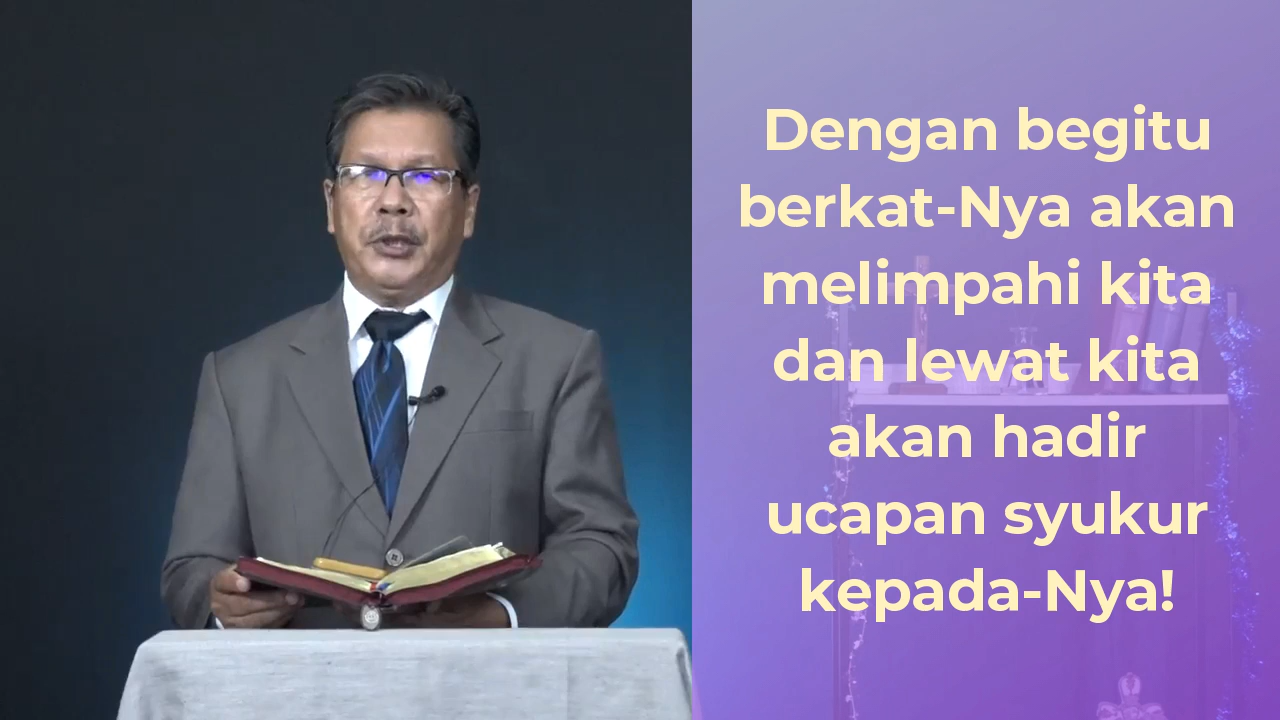 Dengan begitu
berkat-Nya akan
melimpahi kita
dan lewat kita
akan hadir
ucapan syukur
kepada-Nya!